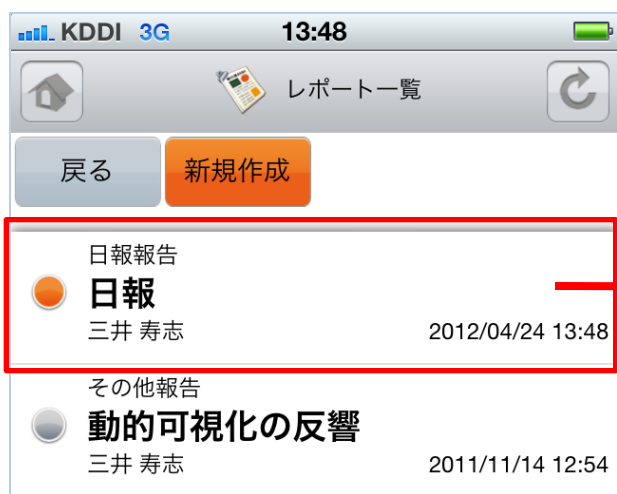 KDDI 3G 13:48
レポート一覧
戻る 新規作成
日報報告
日報
三井 寿志 2012/04/24 13:48
その他報告
動的可視化の反響
三井 寿志 2011/11/14 12:54